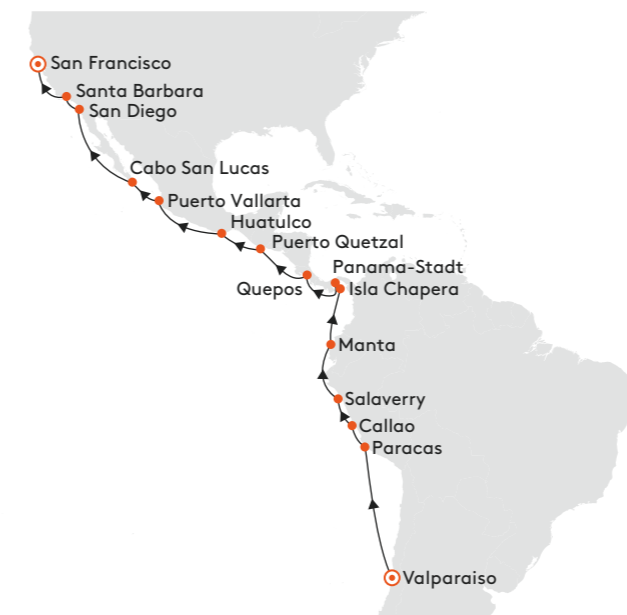 San Francisco
Santa Barbara
San Diego
Cabo San Lucas
Puerto Vallarta
Huatulco
Puerto Quetzal
Panama-Stadt
Quepos
Isla Chapera
Manta
Salaverry
Callao
Paracas
Valparaiso